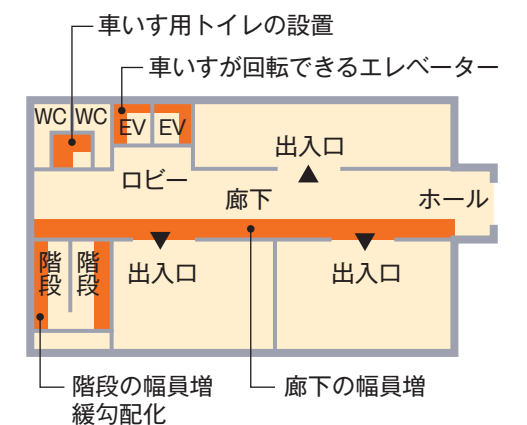 車いす用トイレの設置
車いすが回転できるエレベーター
WC WC
EV EV
出入口
ロビー
廊下
ホール
階段 階段
出入口
出入口
階段の幅員増
緩勾配化
廊下の幅員増